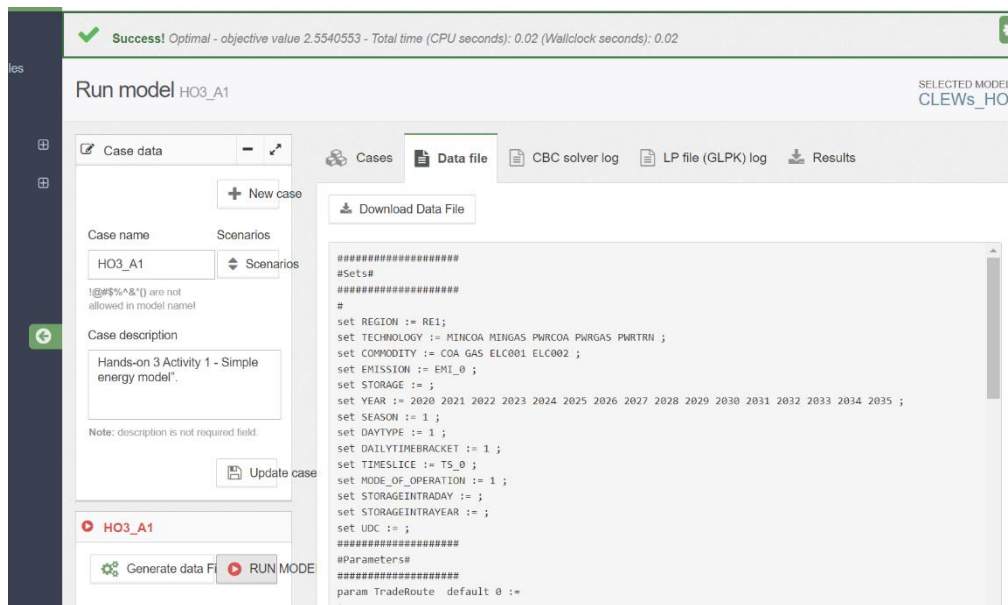 Success! Optimal - objective value 2.5540553 - Total time (CPU seconds): 0.02 (Wallclock seconds): 0.02
les
Run model HO3_A1
SELECTED MODEL
CLEWs_HO
Case data
Cases
Data file
CBC solver log
LP file (GLPK) log
Results
New case
Download Data File
Case name
Scenarios
HO3_A1
Scenarios
!@#$%^&*() are not
allowed in model name!
Case description
Hands-on 3 Activity 1 - Simple
energy model".
Note: description is not required field.
Update case
HO3_A1
Generate data Fi
RUN MODE
####################
#Sets#
####################
#
set REGION := RE1;
set TECHNOLOGY := MINCOA MINGAS PWRCOA PWRGAS PWRTRN ;
set COMMODITY := COA GAS ELC001 ELC002 ;
set EMISSION := EMI_0 ;
set STORAGE := ;
set YEAR := 2020 2021 2022 2023 2024 2025 2026 2027 2028 2029 2030 2031 2032 2033 2034 2035 ;
set SEASON := 1 ;
set DAYTYPE := 1 ;
set DAILYTIMEBRACKET := 1 ;
set TIMESLICE := TS_0 ;
set MODE_OF_OPERATION := 1 ;
set STORAGEINTRADAY := ;
set STORAGEINTRAYEAR := ;
set UDC := ;
####################
#Parameters#
####################
param TradeRoute default 0 :=